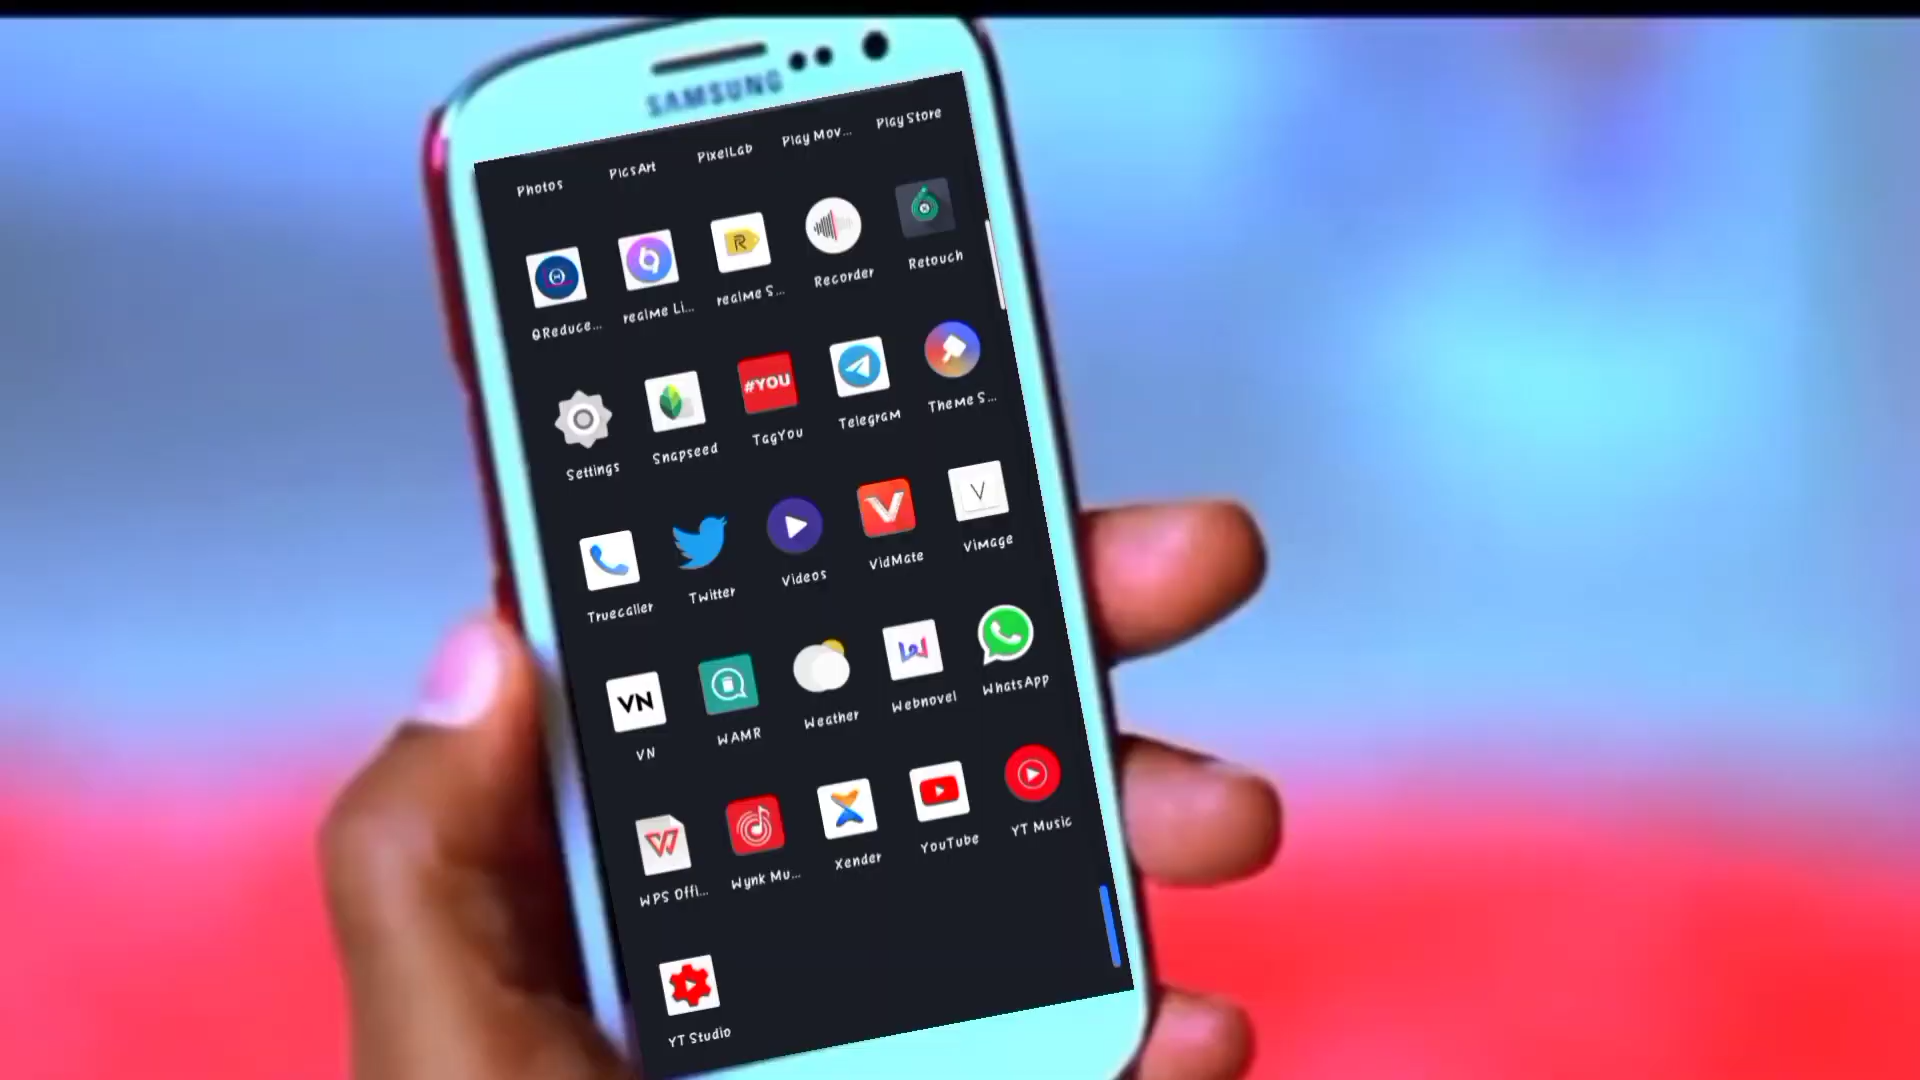 SAMSUNG
Photos PicsArt PixelLab Play Mov... Play Store
R
QReduce... realme Li... realme S... Recorder Retouch
#YOU
Settings Snapseed TagYou Telegram Theme S...
V
Truecaller Twitter Videos VidMate Vimage
VN
VN WAMR Weather Webnovel WhatsApp
W
WPS Offi... Wynk Mu... Xender YouTube YT Music
YT Studio